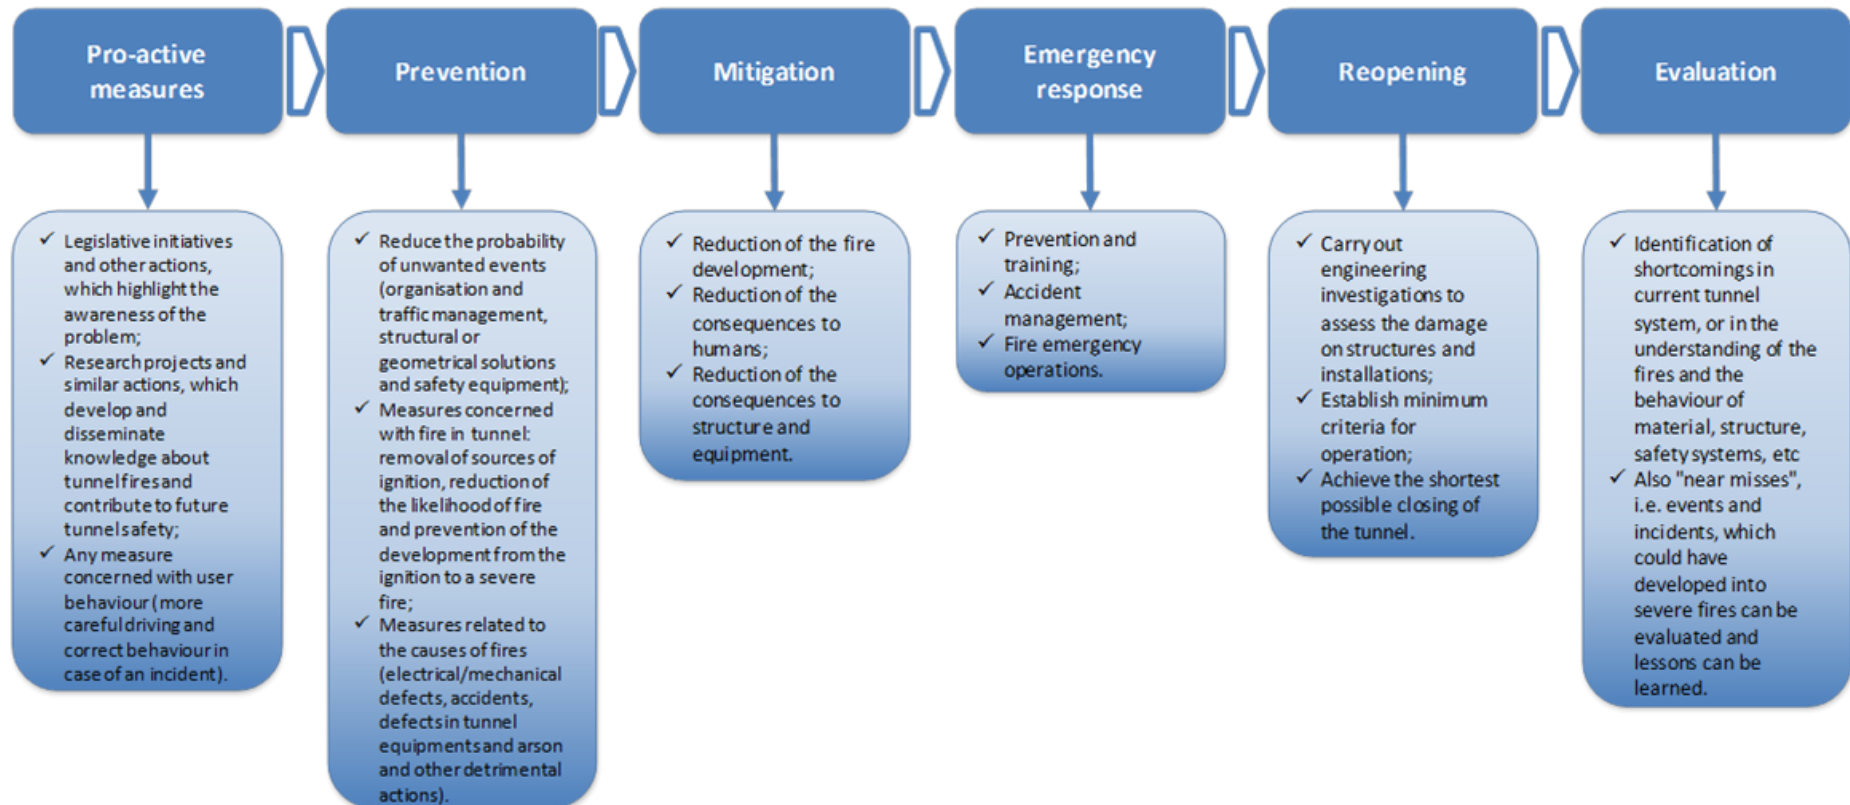 Pro-active
measures
Prevention
Mitigation
Emergency
response
Reopening
Evaluation
✓ Legislative initiatives
and other actions,
which highlight the
awareness of the
problem;
✓ Research projects and
similar actions, which
develop and
disseminate
knowledge about
tunnel fires and
contribute to future
tunnel safety;
✓ Any measure
concerned with user
behaviour (more
careful driving and
correct behaviour in
case of an incident).
✓ Reduce the probability
of unwanted events
(organisation and
traffic management,
structural or
geometrical solutions
and safety equipment);
✓ Measures concerned
with fire in tunnel:
removal of sources of
ignition, reduction of
the likelihood of fire
and prevention of the
development from the
ignition to a severe
fire;
✓ Measures related to
the causes of fires
(electrical/mechanical
defects, accidents,
defects in tunnel
equipments and arson
and other detrimental
actions).
✓ Reduction of the fire
development;
✓ Reduction of the
consequences to
humans;
✓ Reduction of the
consequences to
structure and
equipment.
✓ Prevention and
training;
✓ Accident
management;
✓ Fire emergency
operations.
✓ Carry out
engineering
investigations to
assess the damage
on structures and
installations;
✓ Establish minimum
criteria for
operation;
✓ Achieve the shortest
possible closing of
the tunnel.
✓ Identification of
shortcomings in
current tunnel
system, or in the
understanding of the
fires and the
behaviour of
material, structure,
safety systems, etc
✓ Also "near misses",
i.e. events and
incidents, which
could have
developed into
severe fires can be
evaluated and
lessons can be
learned.